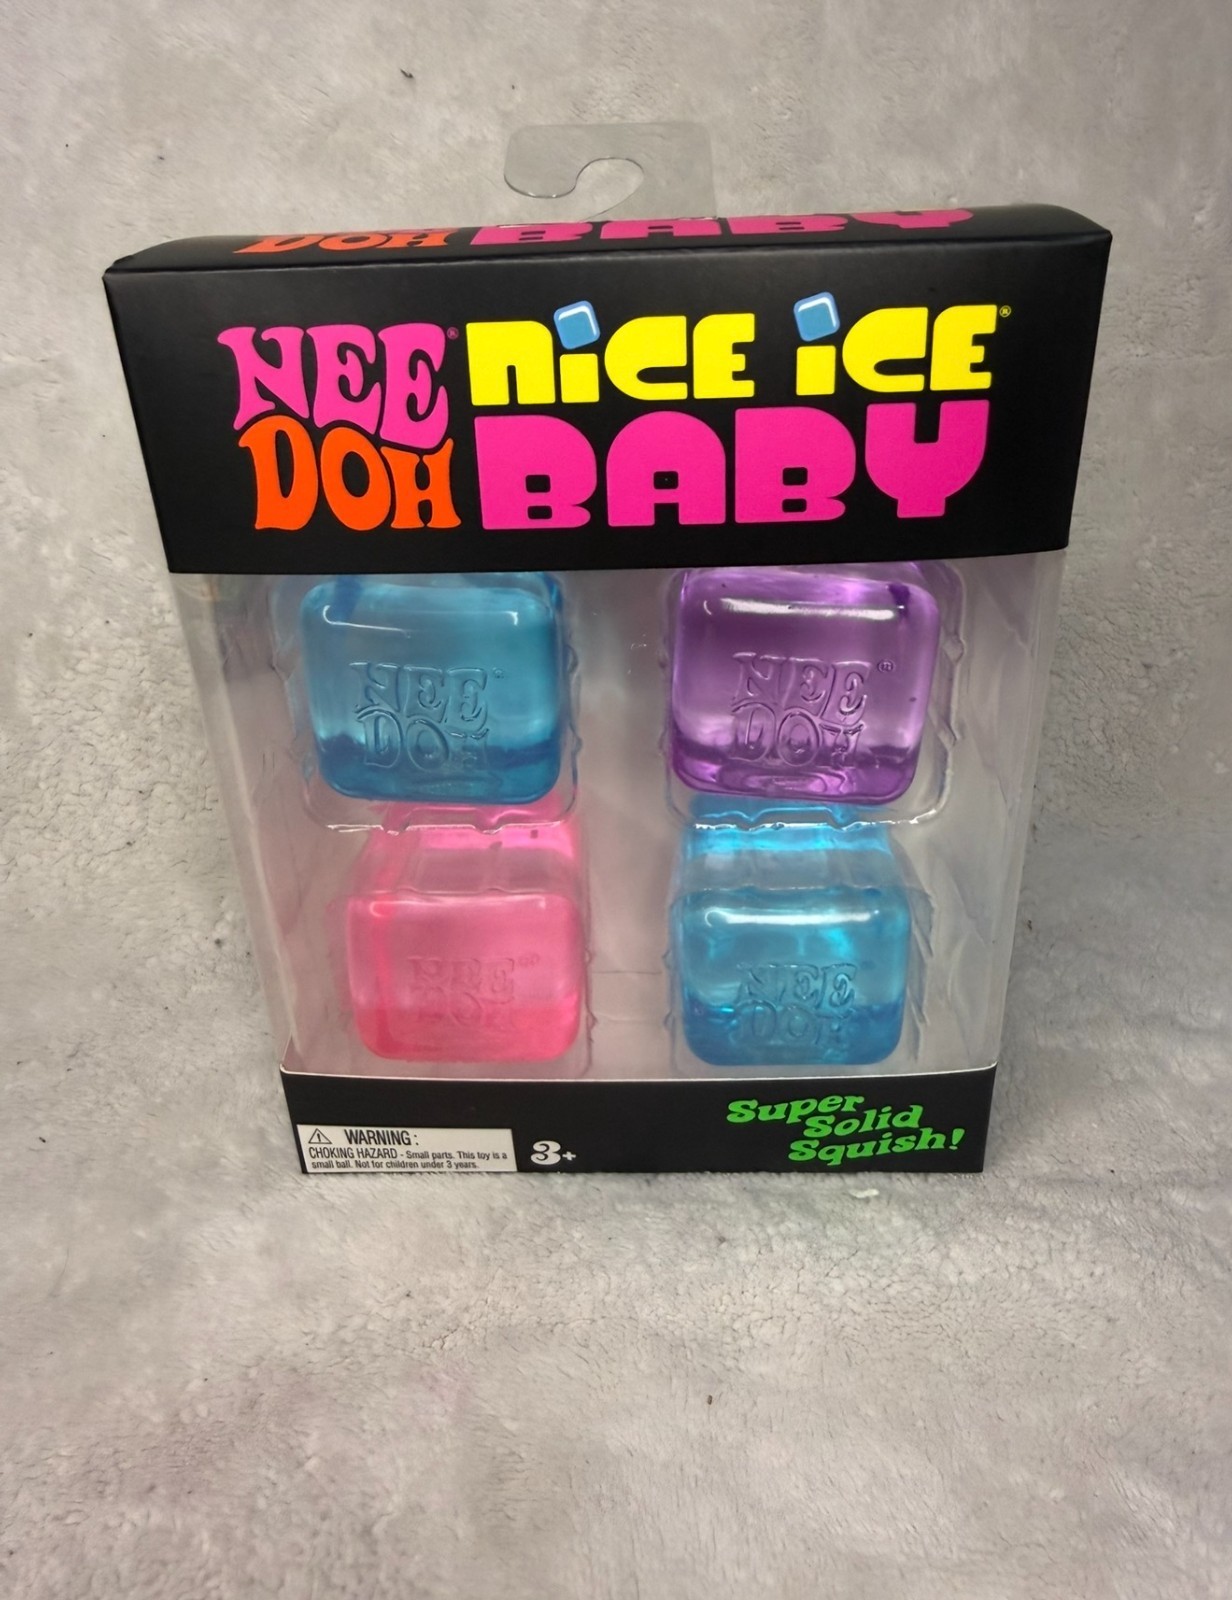 DOH BABY
NEE® NiCE iCE®
DOH BABY
NEE
DOH
NEE®
DOH
NEE
DOH
NEE
DOH
WARNING:
CHOKING HAZARD - Small parts. This toy is a
small ball. Not for children under 3 years.
3+
Super
Solid
Squish!